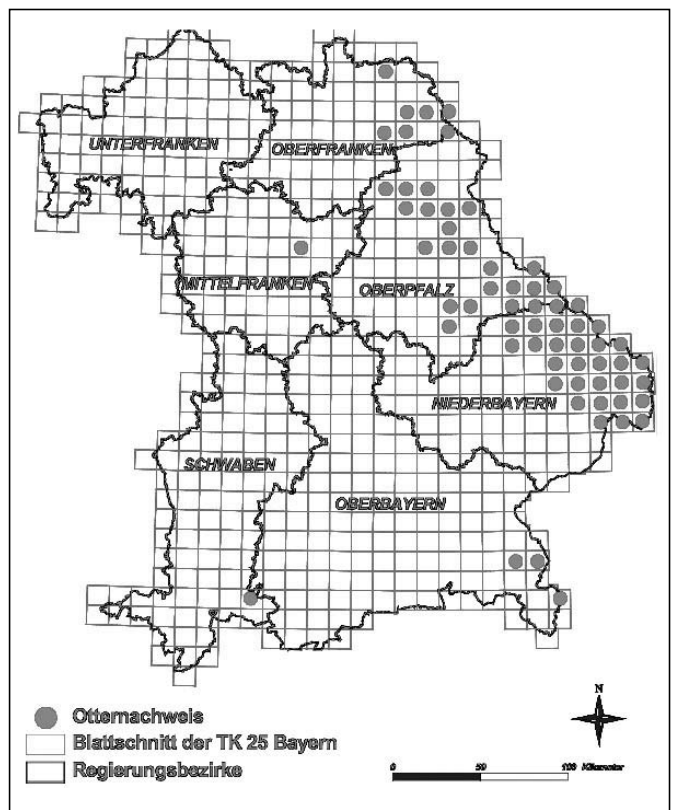 UNTERFRANKEN
OBERFRANKEN
MITTELFRANKEN
OBERPFALZ
NIEDERBAYERN
SCHWABEN
OBERBAYERN
Otternachweis
Blattschnitt der TK 25 Bayern
Regierungsbezirke
N
0 50 100 Kilometer